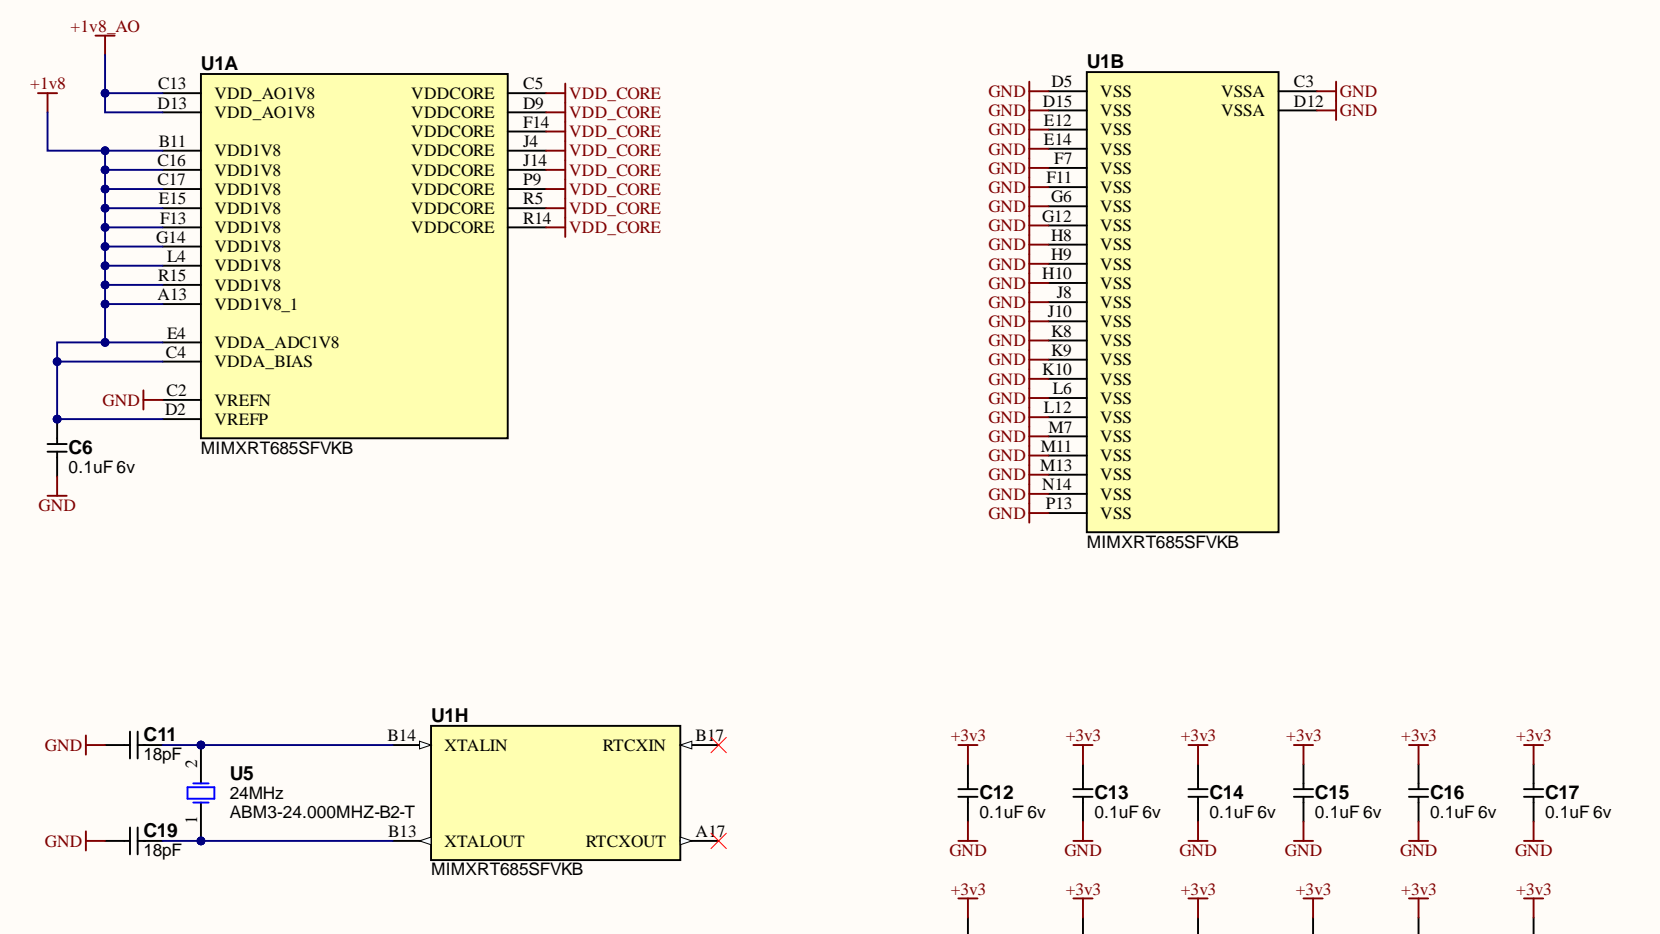 +1v8_AO
+1v8
U1A
C13 VDD_AO1V8 VDDCORE C5 VDD_CORE
D13 VDD_AO1V8 VDDCORE D9 VDD_CORE
VDDCORE F14 VDD_CORE
B11 VDD1V8 VDDCORE J4 VDD_CORE
C16 VDD1V8 VDDCORE J14 VDD_CORE
C17 VDD1V8 VDDCORE P9 VDD_CORE
E15 VDD1V8 VDDCORE R5 VDD_CORE
F13 VDD1V8 VDDCORE R14 VDD_CORE
G14 VDD1V8
L4 VDD1V8
R15 VDD1V8
A13 VDD1V8_1
E4 VDDA_ADC1V8
C4 VDDA_BIAS
GND C2 VREFN
D2 VREFP
MIMXRT685SFVKB
C6
0.1uF 6v
GND
U1B
GND D5 VSS VSSA C3 GND
GND D15 VSS VSSA D12 GND
GND E12 VSS
GND E14 VSS
GND F7 VSS
GND F11 VSS
GND G6 VSS
GND G12 VSS
GND H8 VSS
GND H9 VSS
GND H10 VSS
GND J8 VSS
GND J10 VSS
GND K8 VSS
GND K9 VSS
GND K10 VSS
GND L6 VSS
GND L12 VSS
GND M7 VSS
GND M11 VSS
GND M13 VSS
GND N14 VSS
GND P13 VSS
MIMXRT685SFVKB
U1H
GND C11 B14 XTALIN RTCXIN B17
18pF
2
U5
24MHz
ABM3-24.000MHZ-B2-T
1
GND C19 B13 XTALOUT RTCXOUT A17
18pF
MIMXRT685SFVKB
+3v3 +3v3 +3v3 +3v3 +3v3 +3v3
C12 C13 C14 C15 C16 C17
0.1uF 6v 0.1uF 6v 0.1uF 6v 0.1uF 6v 0.1uF 6v 0.1uF 6v
GND GND GND GND GND GND
+3v3 +3v3 +3v3 +3v3 +3v3 +3v3